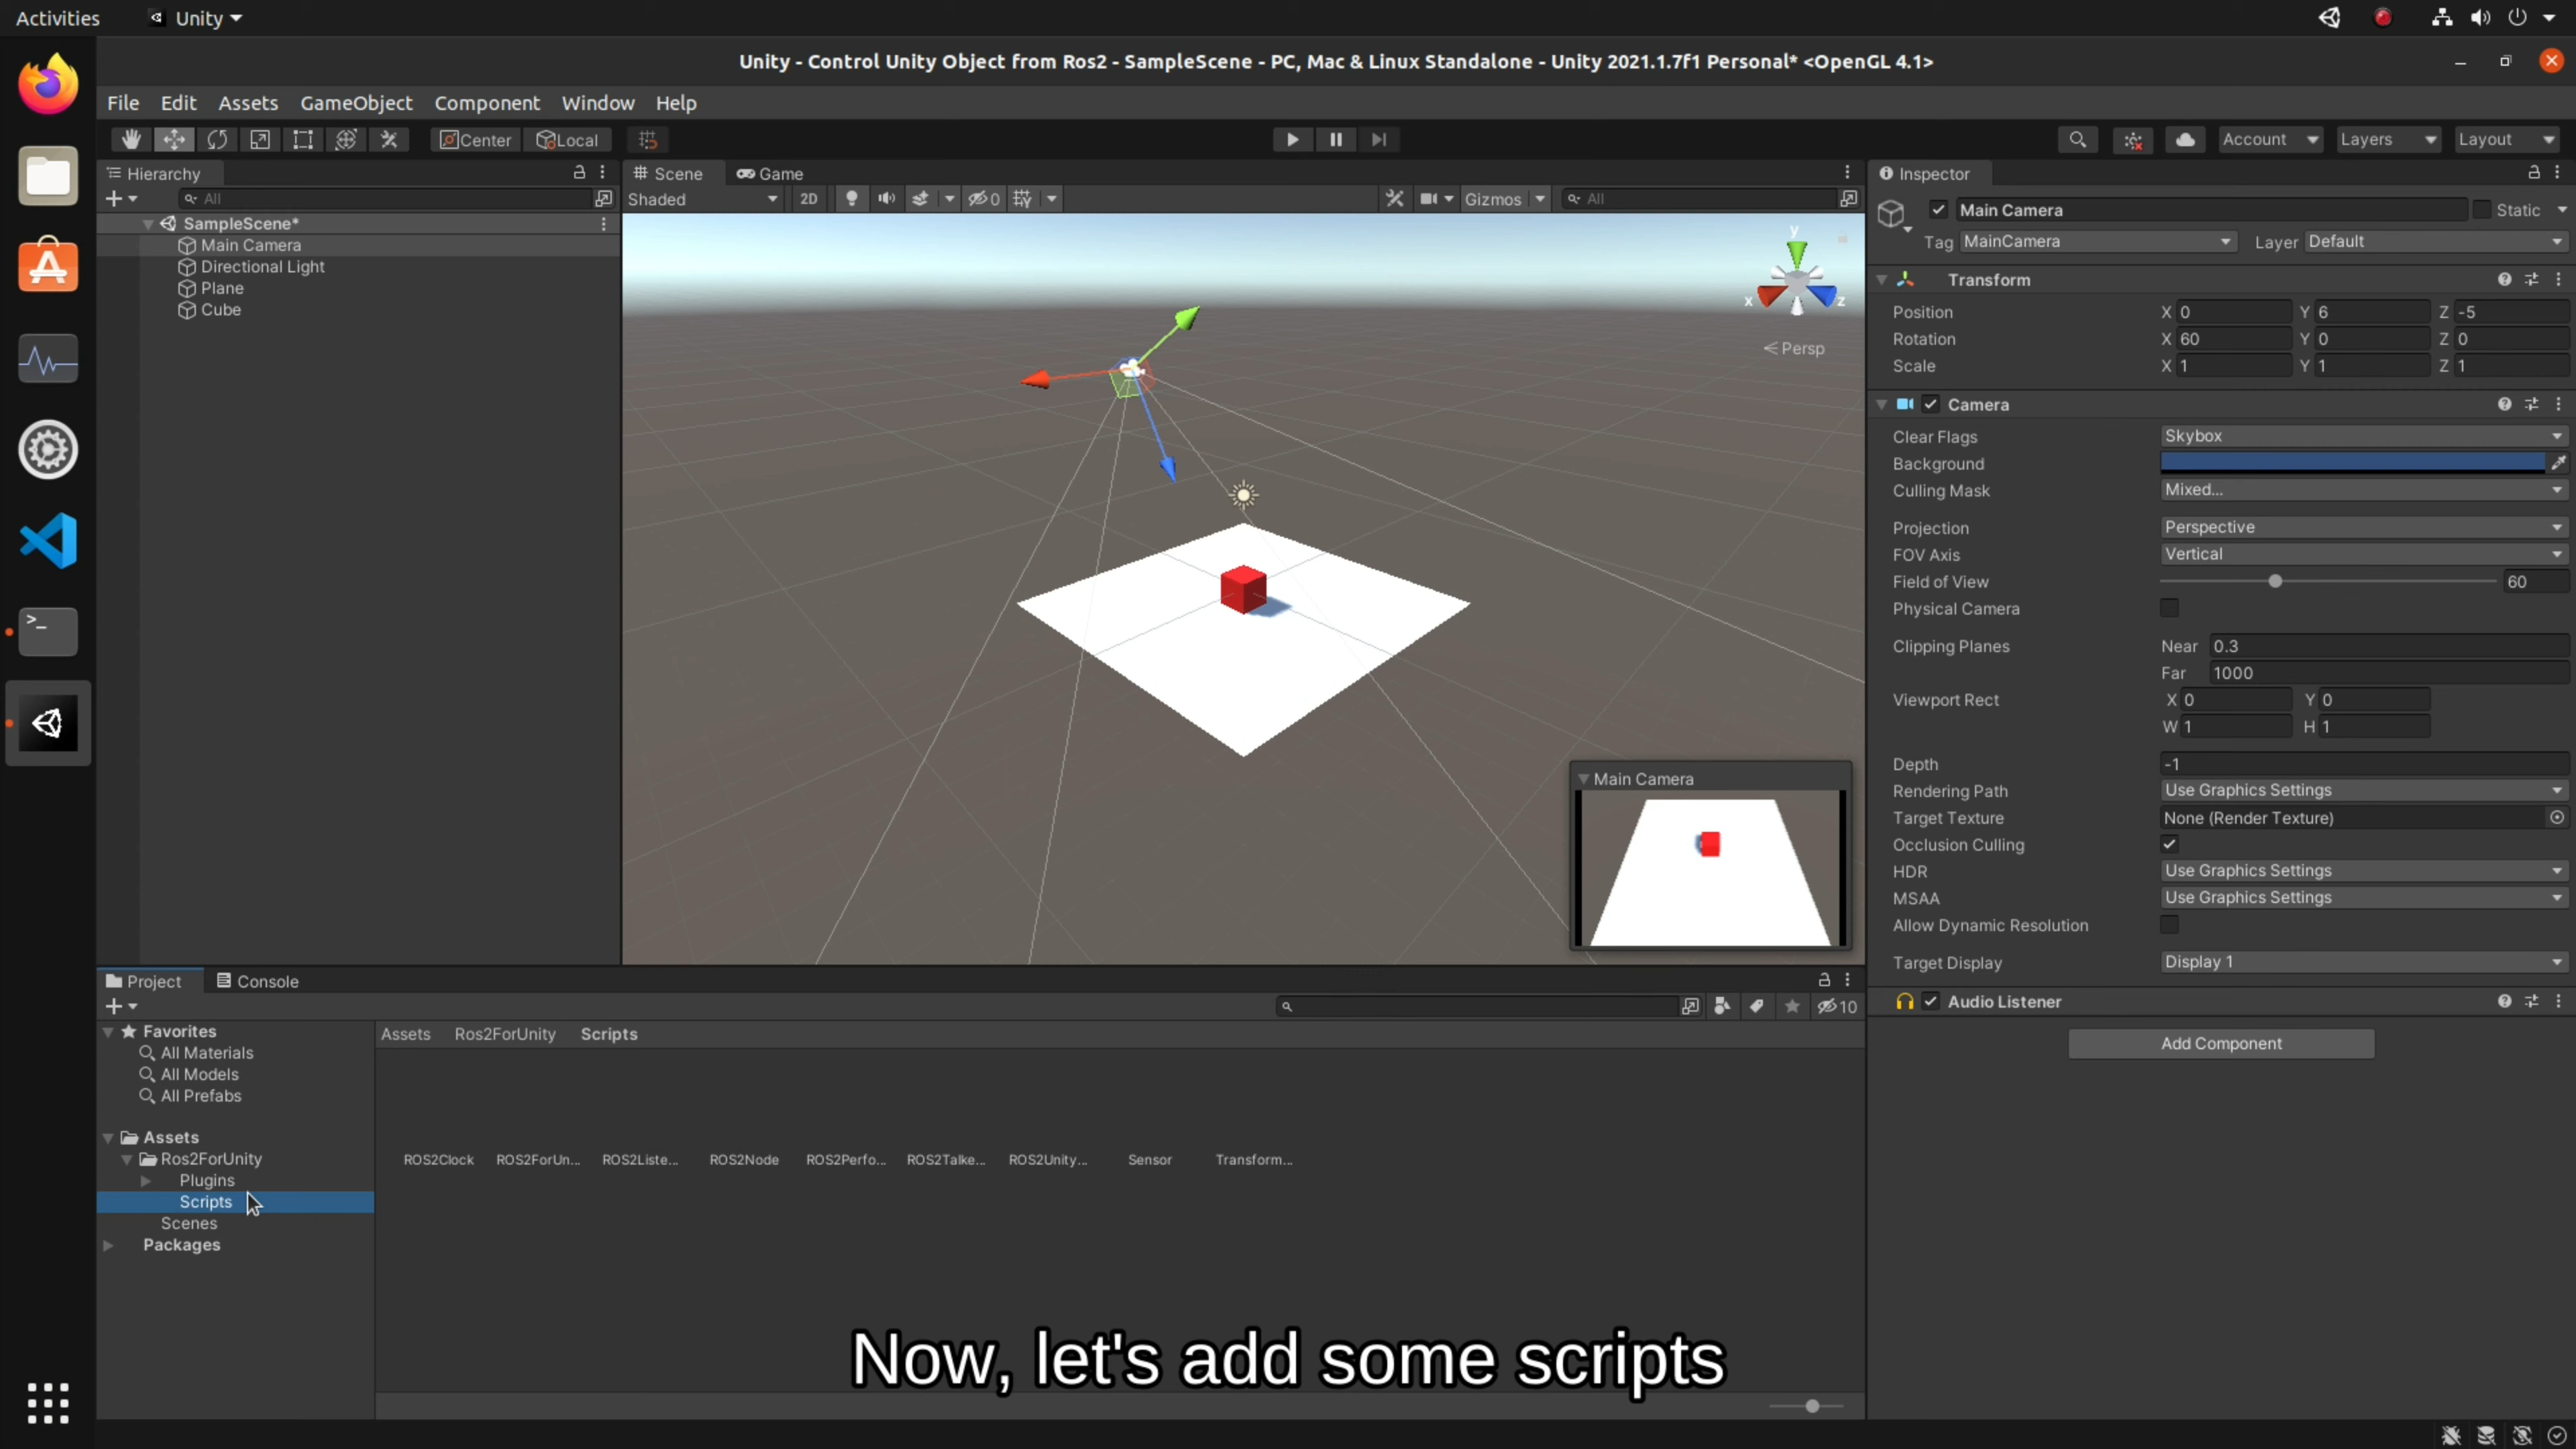 Activities
Unity
Unity - Control Unity Object from Ros2 - SampleScene - PC, Mac & Linux Standalone - Unity 2021.1.7f1 Personal* <OpenGL 4.1>
File Edit Assets GameObject Component Window Help
Center Local
Account Layers Layout
Hierarchy
All
SampleScene*
Main Camera
Directional Light
Plane
Cube
Scene Game
Shaded 2D 0 Gizmos All
y
x z
Persp
Main Camera
Inspector
Main Camera Static
Tag MainCamera Layer Default
Transform
Position X 0 Y 6 Z -5
Rotation X 60 Y 0 Z 0
Scale X 1 Y 1 Z 1
Camera
Clear Flags Skybox
Background
Culling Mask Mixed...
Projection Perspective
FOV Axis Vertical
Field of View 60
Physical Camera
Clipping Planes Near 0.3
Far 1000
Viewport Rect X 0 Y 0
W 1 H 1
Depth -1
Rendering Path Use Graphics Settings
Target Texture None (Render Texture)
Occlusion Culling
HDR Use Graphics Settings
MSAA Use Graphics Settings
Allow Dynamic Resolution
Target Display Display 1
Audio Listener
Add Component
Project Console
10
Favorites
All Materials
All Models
All Prefabs
Assets
Ros2ForUnity
Plugins
Scripts
Scenes
Packages
Assets Ros2ForUnity Scripts
ROS2Clock ROS2ForUn... ROS2Liste... ROS2Node ROS2Perfo... ROS2Talke... ROS2Unity... Sensor Transform...
Now, let's add some scripts